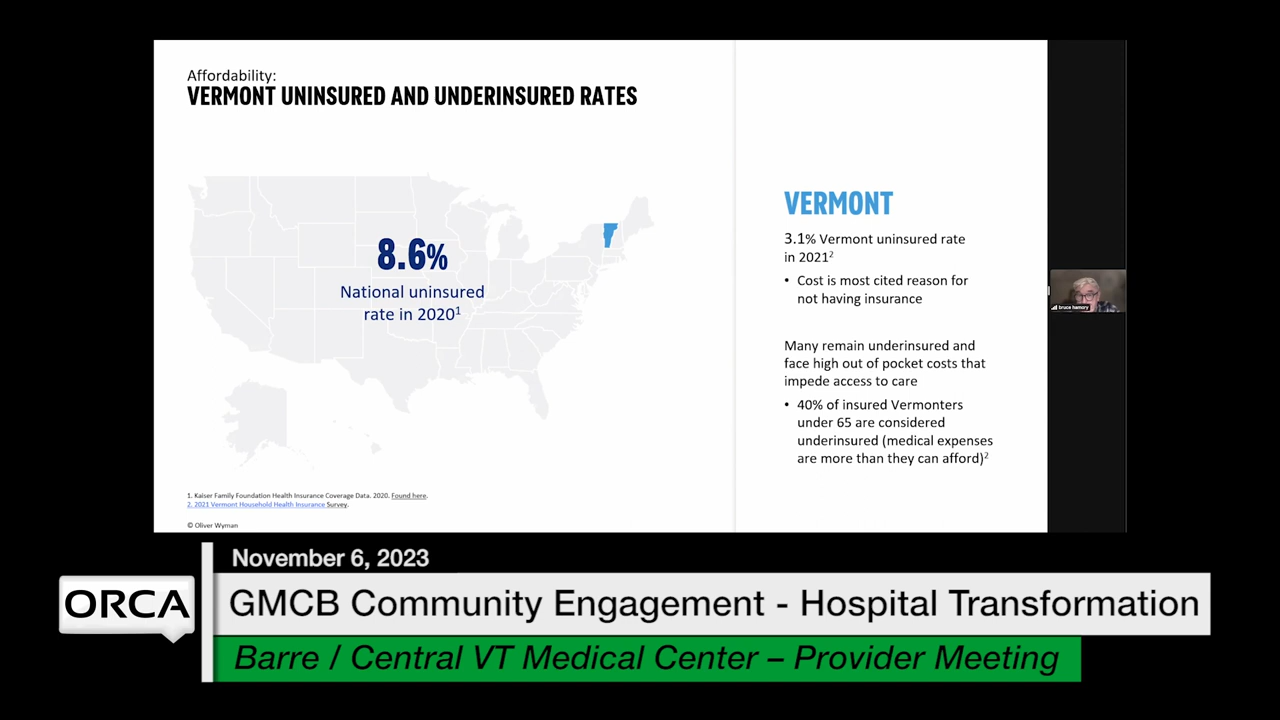 Affordability:
VERMONT UNINSURED AND UNDERINSURED RATES
8.6%
National uninsured
rate in 2020¹
VERMONT
3.1% Vermont uninsured rate
in 2021²
• Cost is most cited reason for
not having insurance
Many remain underinsured and
face high out of pocket costs that
impede access to care
• 40% of insured Vermonters
under 65 are considered
underinsured (medical expenses
are more than they can afford)²
bruce hamory
1. Kaiser Family Foundation Health Insurance Coverage Data. 2020. Found here.
2. 2021 Vermont Household Health Insurance Survey.
© Oliver Wyman
November 6, 2023
ORCA
GMCB Community Engagement - Hospital Transformation
Barre / Central VT Medical Center – Provider Meeting